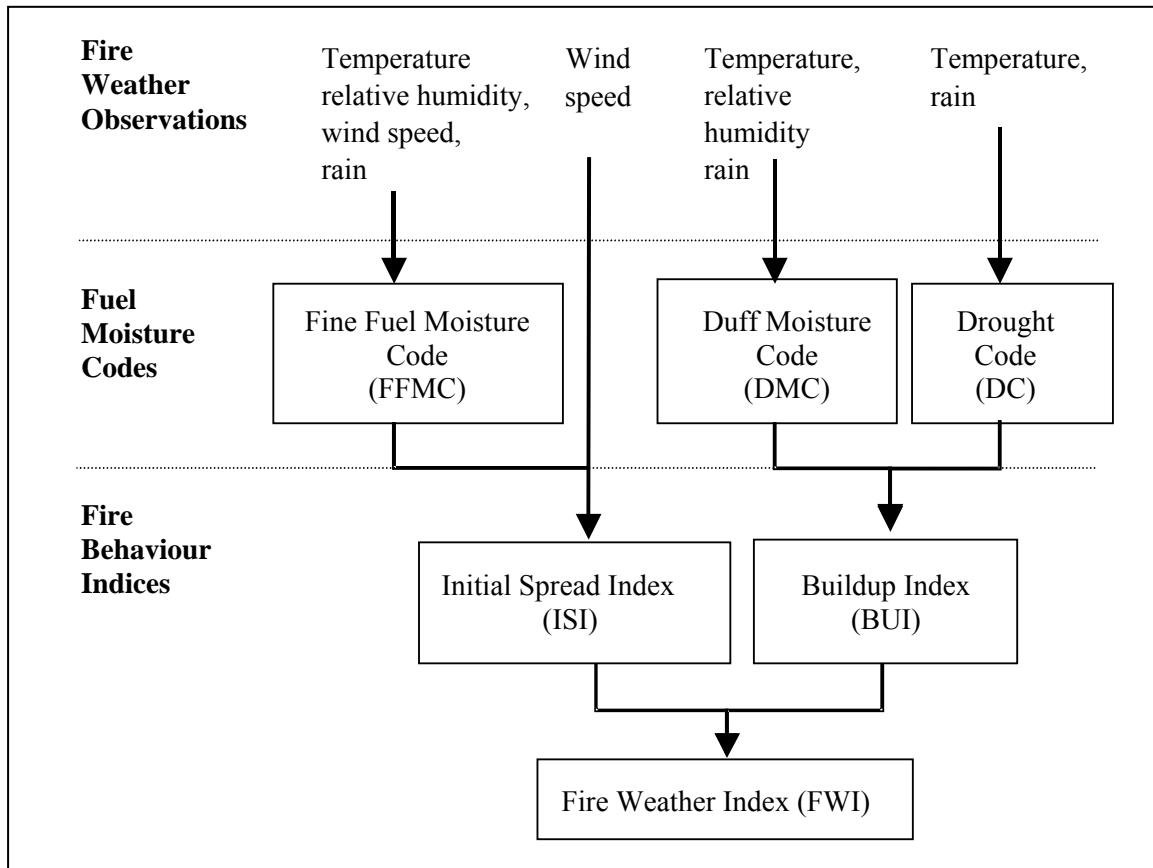 Fire
Weather
Observations
Temperature
relative humidity,
wind speed,
rain
Wind
speed
Temperature,
relative
humidity
rain
Temperature,
rain
Fuel
Moisture
Codes
Fine Fuel Moisture
Code
(FFMC)
Duff Moisture
Code
(DMC)
Drought
Code
(DC)
Fire
Behaviour
Indices
Initial Spread Index
(ISI)
Buildup Index
(BUI)
Fire Weather Index (FWI)